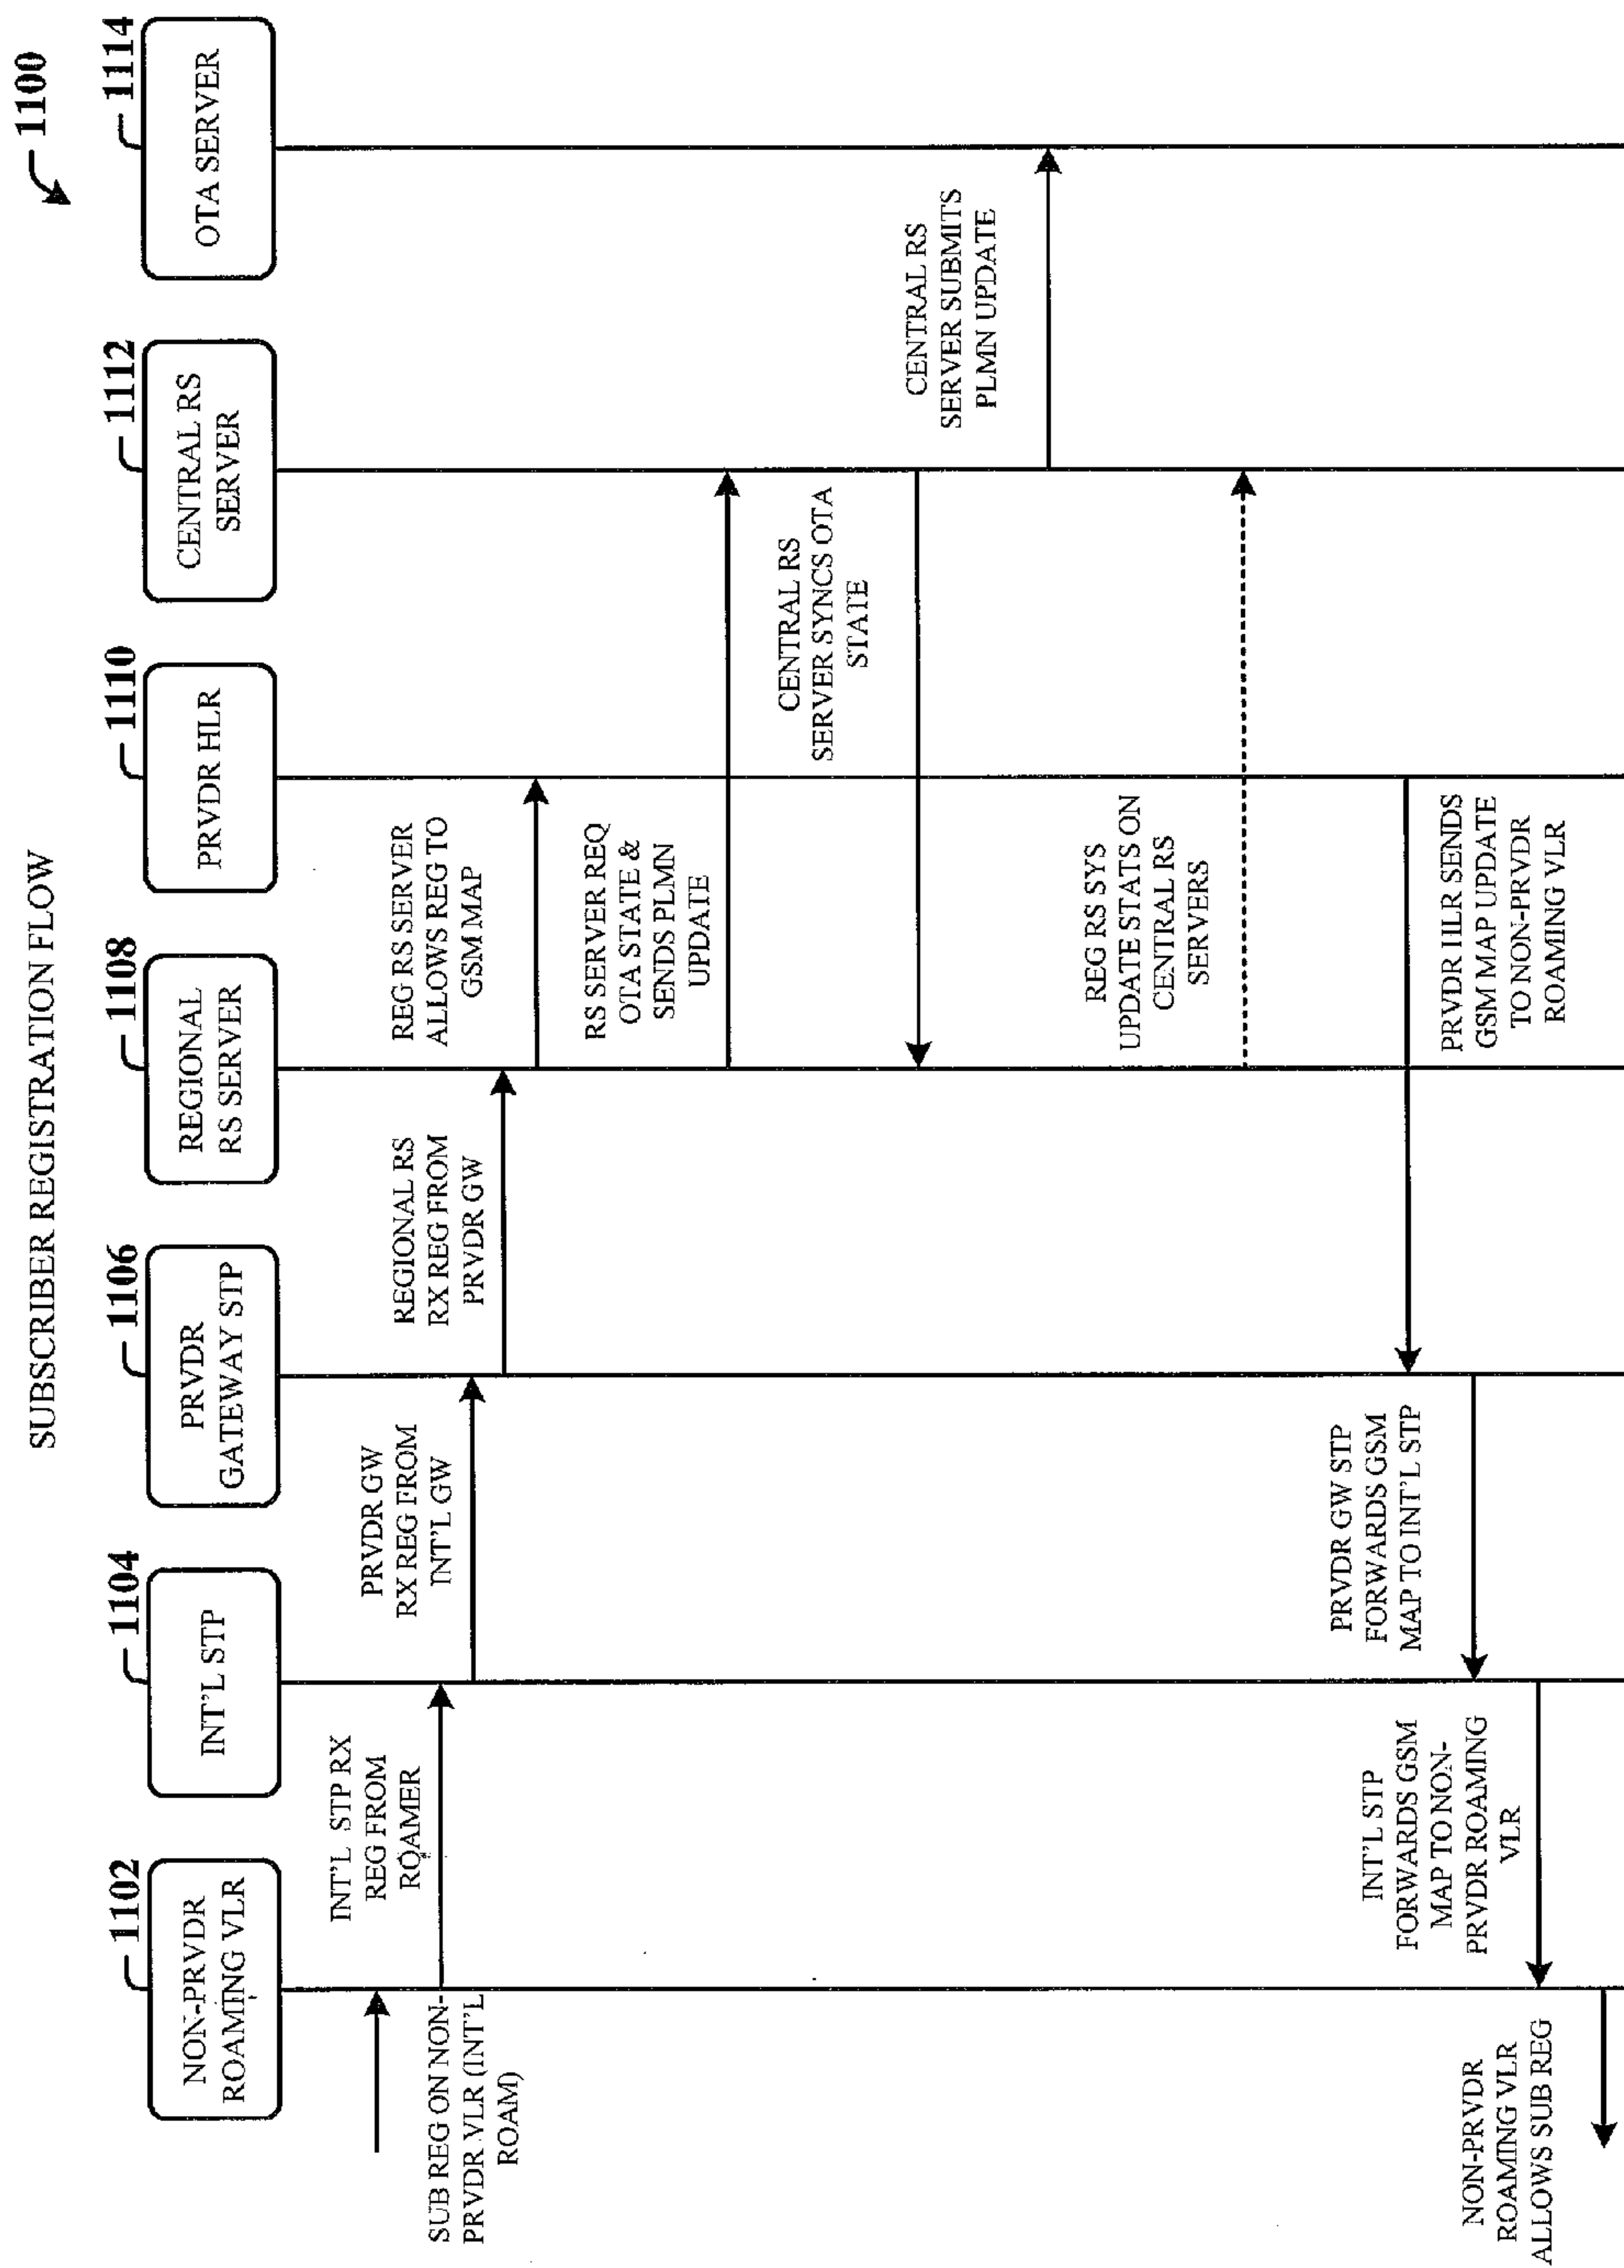 SUBSCRIBER REGISTRATION FLOW
1100
1102
NON-PRVDR
ROAMING VLR
1104
INT'L STP
1106
PRVDR
GATEWAY STP
1108
REGIONAL
RS SERVER
1110
PRVDR HLR
1112
CENTRAL RS
SERVER
1114
OTA SERVER
SUB REG ON NON-
PRVDR VLR (INT'L
ROAM)
INT'L STP RX
REG FROM
ROAMER
PRVDR GW
RX REG FROM
INT'L GW
REGIONAL RS
RX REG FROM
PRVDR GW
REG RS SERVER
ALLOWS REG TO
GSM MAP
RS SERVER REQ
OTA STATE &
SENDS PLMN
UPDATE
CENTRAL RS
SERVER SYNCS OTA
STATE
CENTRAL RS
SERVER SUBMITS
PLMN UPDATE
REG RS SYS
UPDATE STATS ON
CENTRAL RS
SERVERS
PRVDR HLR SENDS
GSM MAP UPDATE
TO NON-PRVDR
ROAMING VLR
PRVDR GW STP
FORWARDS GSM
MAP TO INT'L STP
INT'L STP
FORWARDS GSM
MAP TO NON-
PRVDR ROAMING
VLR
NON-PRVDR
ROAMING VLR
ALLOWS SUB REG